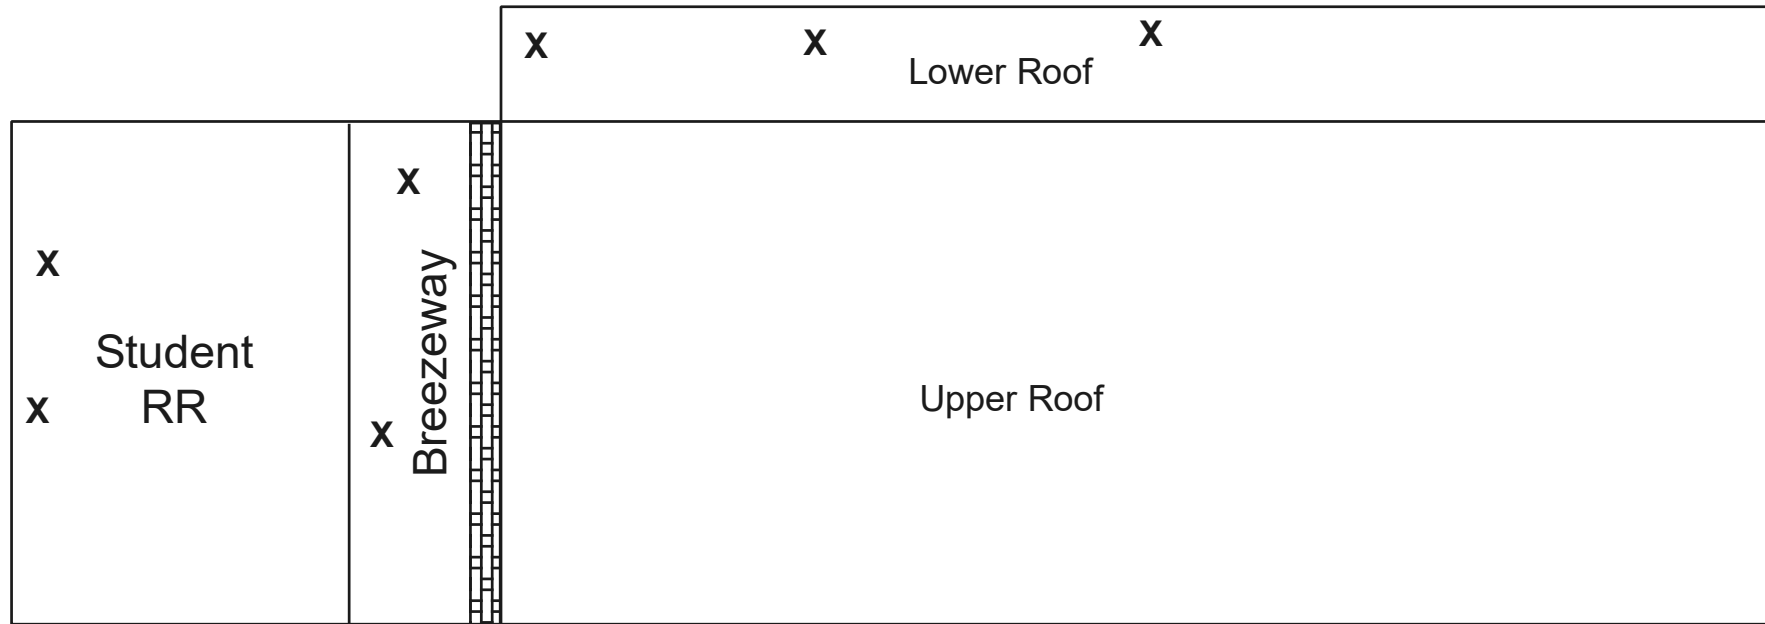 X
X
X
Lower Roof
X
X
Student
RR
X
X
Breezeway
Upper Roof